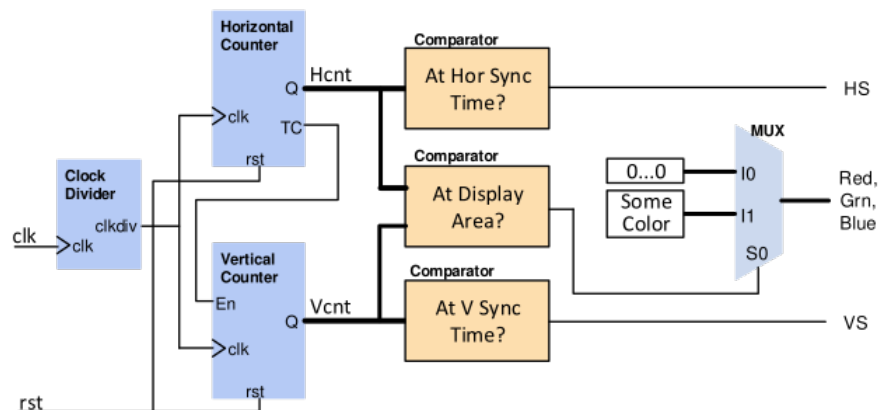 Horizontal
Counter
Q
TC
clk
rst
Hcnt
Comparator
At Hor Sync
Time?
HS
Clock
Divider
clkdiv
clk
clk
Comparator
At Display
Area?
MUX
0...0
I0
Some
Color
I1
S0
Red,
Grn,
Blue
Vertical
Counter
En
Q
clk
rst
Vcnt
Comparator
At V Sync
Time?
VS
rst